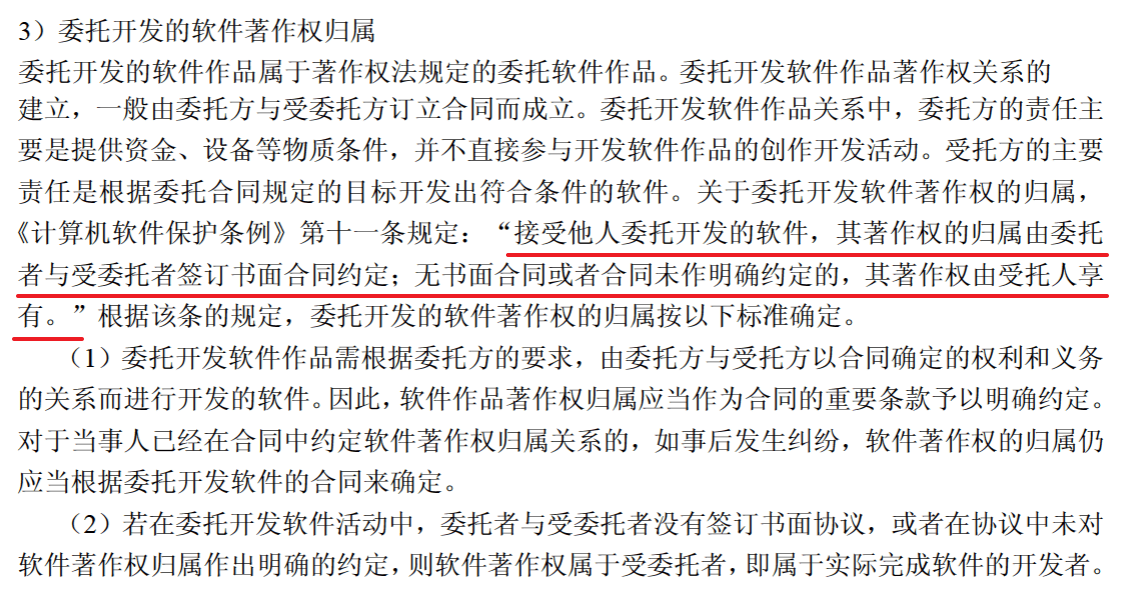 3）委托开发的软件著作权归属
委托开发的软件作品属于著作权法规定的委托软件作品。委托开发软件作品著作权关系的
建立，一般由委托方与受委托方订立合同而成立。委托开发软件作品关系中，委托方的责任主
要是提供资金、设备等物质条件，并不直接参与开发软件作品的创作开发活动。受托方的主要
责任是根据委托合同规定的目标开发出符合条件的软件。关于委托开发软件著作权的归属，
《计算机软件保护条例》第十一条规定：“接受他人委托开发的软件，其著作权的归属由委托
者与受委托者签订书面合同约定；无书面合同或者合同未作明确约定的，其著作权由受托人享
有。”根据该条的规定，委托开发的软件著作权的归属按以下标准确定。
（1）委托开发软件作品需根据委托方的要求，由委托方与受托方以合同确定的权利和义务
的关系而进行开发的软件。因此，软件作品著作权归属应当作为合同的重要条款予以明确约定。
对于当事人已经在合同中约定软件著作权归属关系的，如事后发生纠纷，软件著作权的归属仍
应当根据委托开发软件的合同来确定。
（2）若在委托开发软件活动中，委托者与受委托者没有签订书面协议，或者在协议中未对
软件著作权归属作出明确的约定，则软件著作权属于受委托者，即属于实际完成软件的开发者。